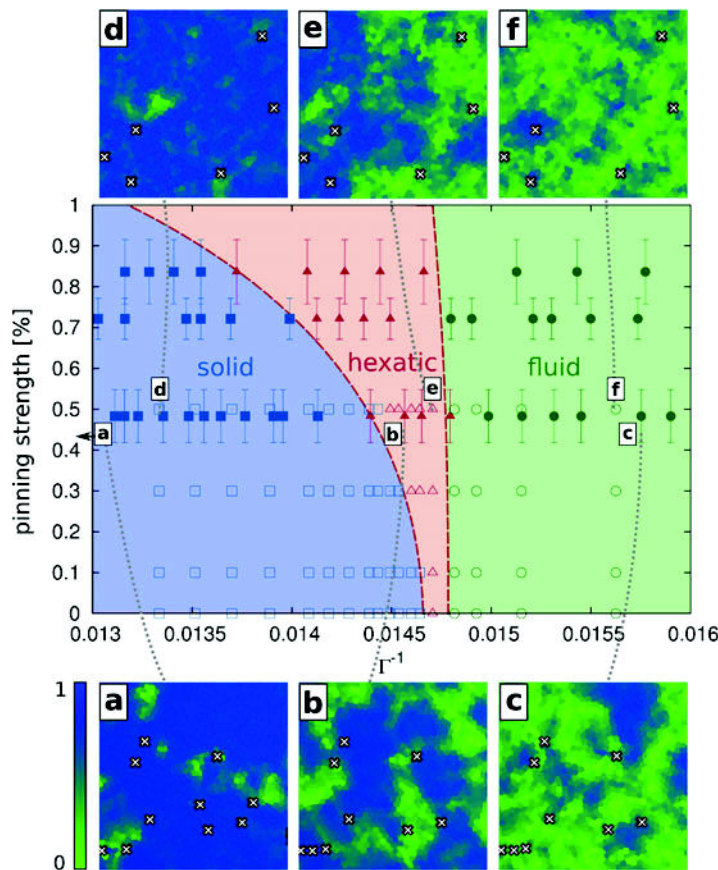 d e f
1
0.9
0.8
0.7
0.6
0.5
0.4
0.3
0.2
0.1
0
pinning strength [%]
solid hexatic fluid
d e f
a b c
0.013 0.0135 0.014 0.0145 0.015 0.0155 0.016
Γ⁻¹
1
0
a b c